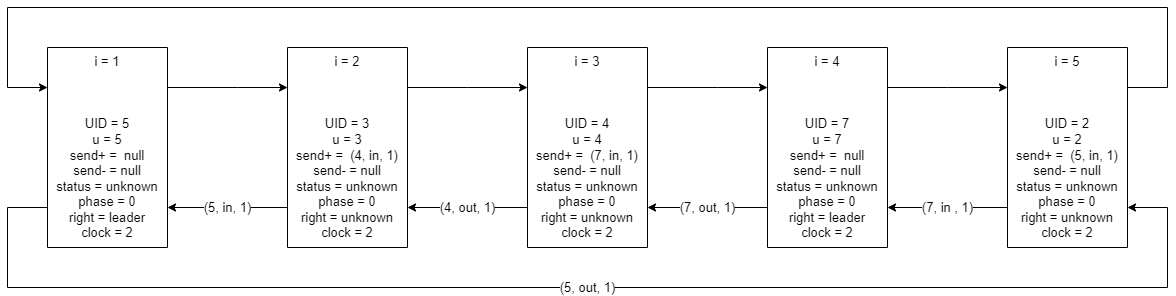 i = 1
UID = 5
u = 5
send+ = null
send- = null
status = unknown
phase = 0
right = leader
clock = 2
(5, in, 1)
i = 2
UID = 3
u = 3
send+ = (4, in, 1)
send- = null
status = unknown
phase = 0
right = unknown
clock = 2
(4, out, 1)
i = 3
UID = 4
u = 4
send+ = (7, in, 1)
send- = null
status = unknown
phase = 0
right = unknown
clock = 2
(7, out, 1)
i = 4
UID = 7
u = 7
send+ = null
send- = null
status = unknown
phase = 0
right = leader
clock = 2
(7, in , 1)
i = 5
UID = 2
u = 2
send+ = (5, in, 1)
send- = null
status = unknown
phase = 0
right = unknown
clock = 2
(5, out, 1)